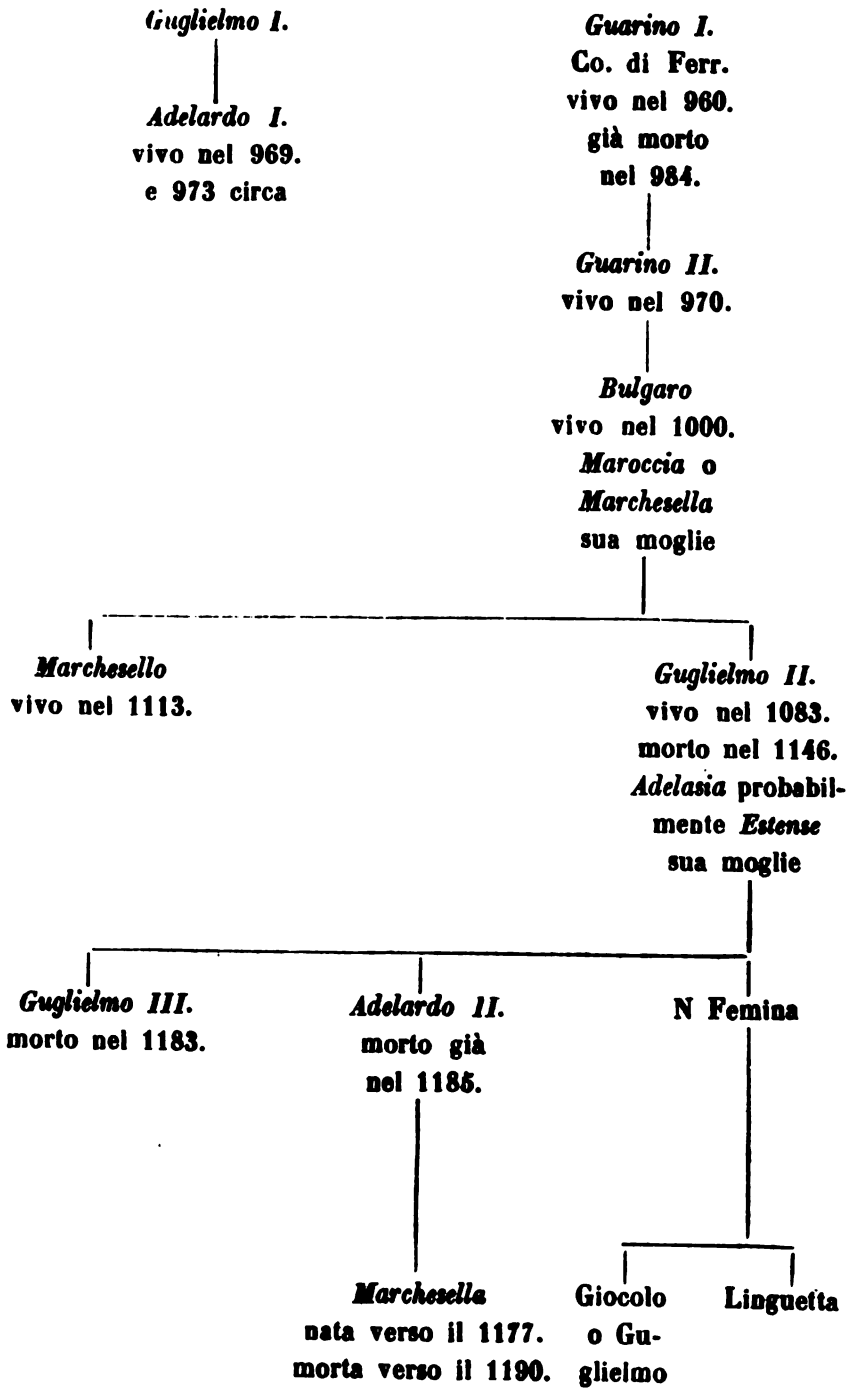 Guglielmo I.
Adelardo I.
vivo nel 969.
e 973 circa
Guarino I.
Co. di Ferr.
vivo nel 960.
già morto
nel 984.
Guarino II.
vivo nel 970.
Bulgaro
vivo nel 1000.
Maroccia o
Marchesella
sua moglie
Marchesello
vivo nel 1113.
Guglielmo II.
vivo nel 1083.
morto nel 1146.
Adelasia probabil-
mente Estense
sua moglie
Guglielmo III.
morto nel 1183.
Adelardo II.
morto già
nel 1185.
N Femina
Marchesella
nata verso il 1177.
morta verso il 1190.
Giocolo
o Gu-
glielmo
Linguetta